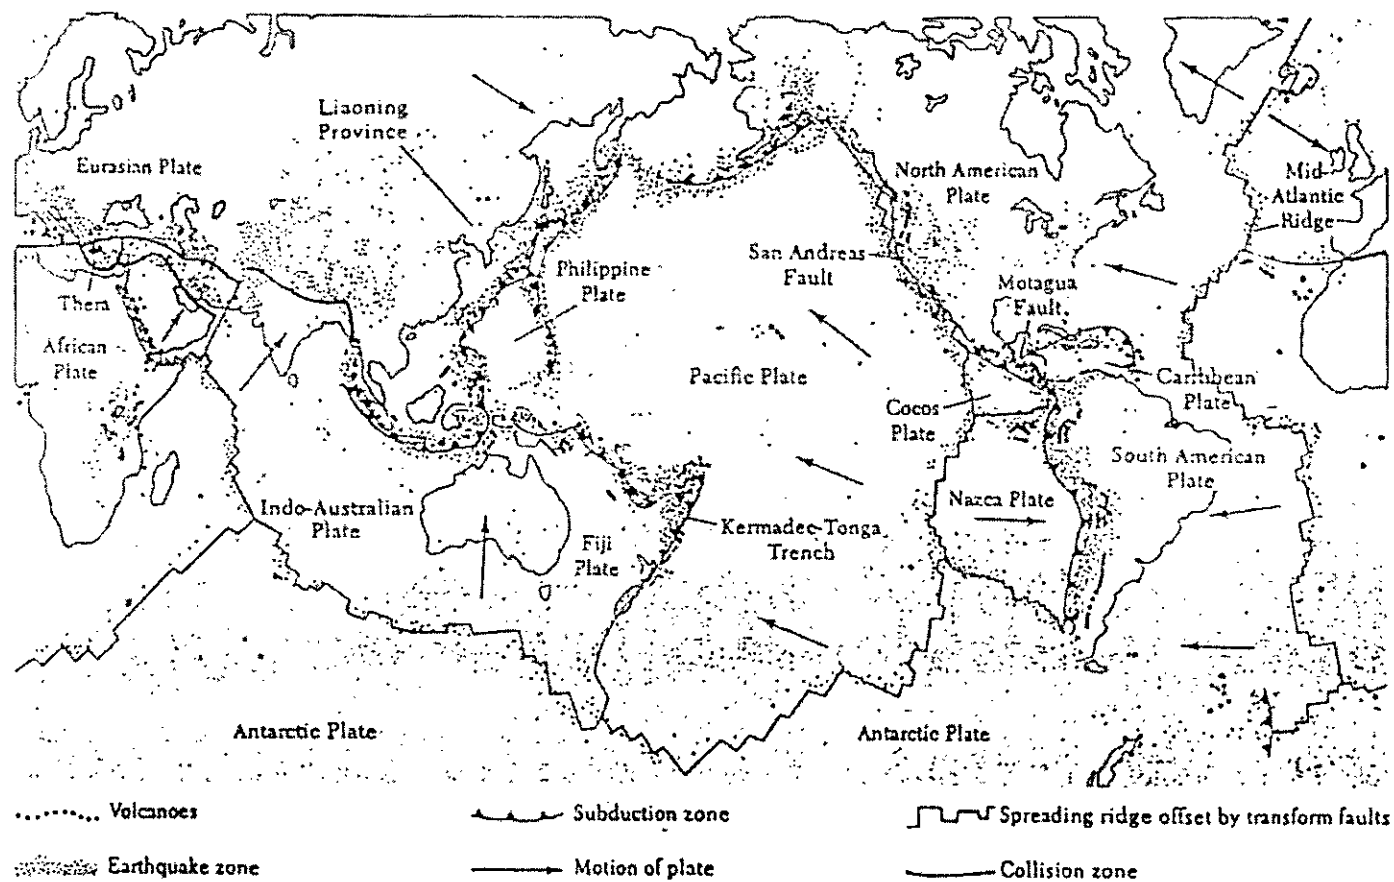 Liaoning
Province
Eurasian Plate
North American
Plate
Mid
Atlantic
Ridge
San Andreas
Fault
Philippine
Plate
Motagua
Fault
Thera
African
Plate
Pacific Plate
Caribbean
Plate
Cocos
Plate
South American
Plate
Indo-Australian
Plate
Nazca Plate
Fiji
Plate
Kermadec-Tonga
Trench
Antarctic Plate
Antarctic Plate
Volcanoes
Subduction zone
Spreading ridge offset by transform faults
Earthquake zone
Motion of plate
Collision zone